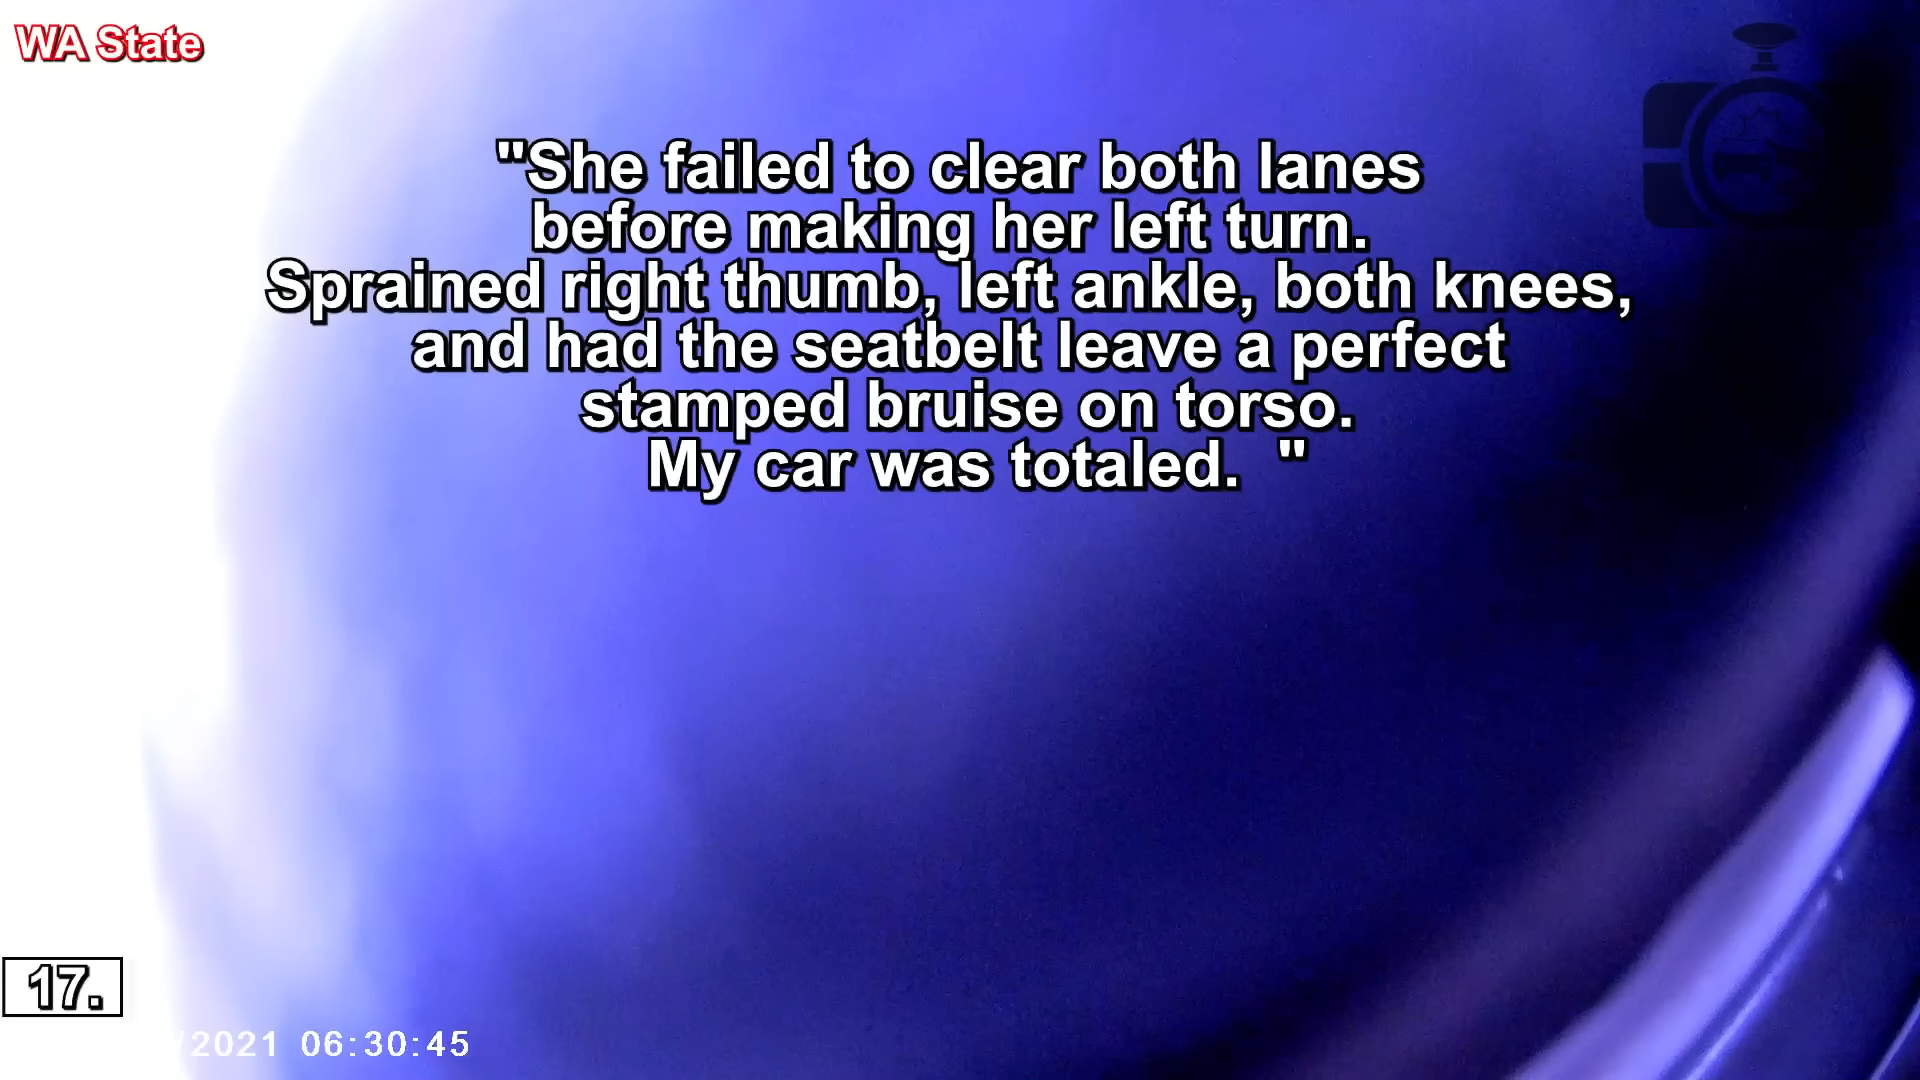 WA State
"She failed to clear both lanes
before making her left turn.
Sprained right thumb, left ankle, both knees,
and had the seatbelt leave a perfect
stamped bruise on torso.
My car was totaled.  "
17.
/2021 06:30:45